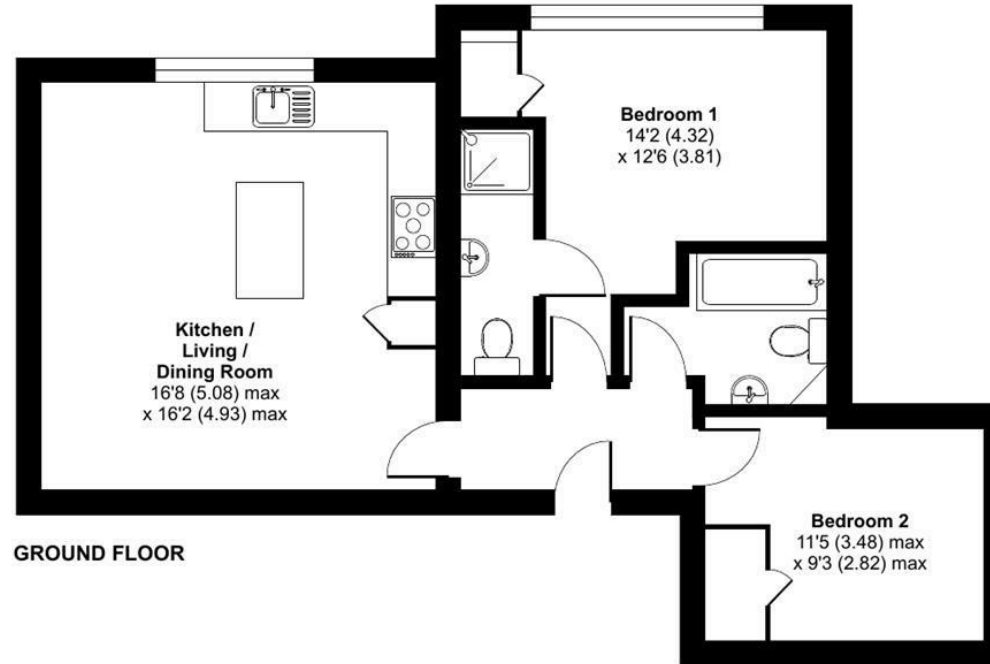 Bedroom 1
14'2 (4.32)
x 12'6 (3.81)
Kitchen /
Living /
Dining Room
16'8 (5.08) max
x 16'2 (4.93) max
Bedroom 2
11'5 (3.48) max
x 9'3 (2.82) max
GROUND FLOOR